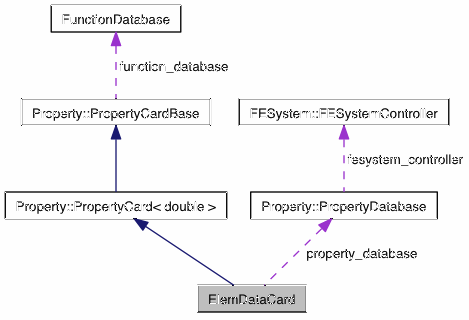 FunctionDatabase
function_database
Property::PropertyCardBase
FESystem::FESystemController
fesystem_controller
Property::PropertyCard< double >
Property::PropertyDatabase
property_database
ElemDataCard